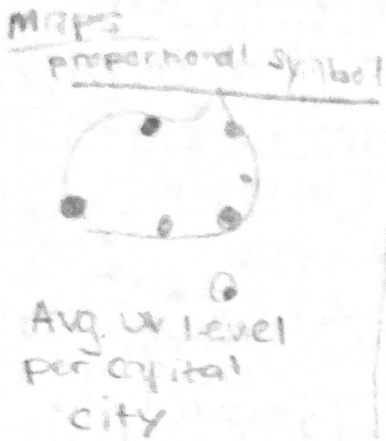 Maps
proportional symbol
Avg. uv level
per capital
city